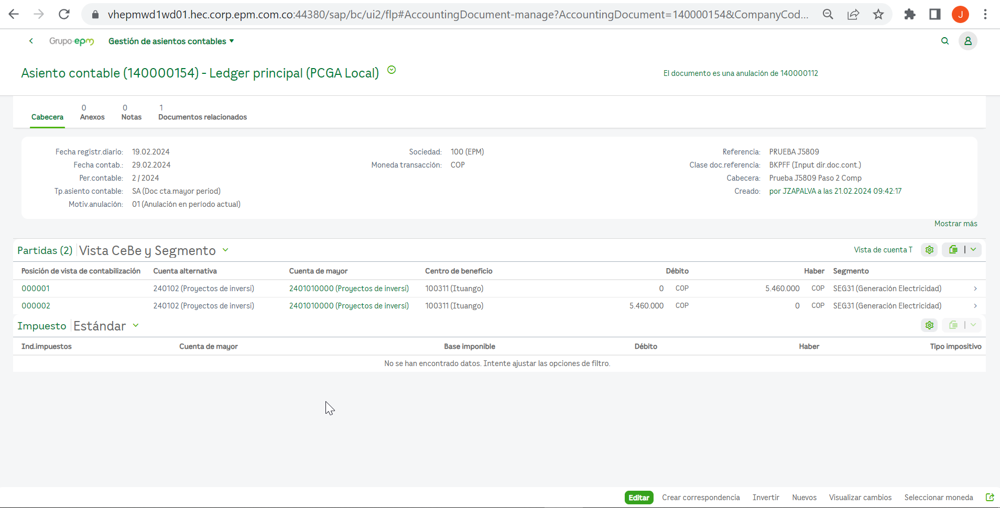 vhepmwd1wd01.hec.corp.epm.com.co:44380/sap/bc/ui2/flp#AccountingDocument-manage?AccountingDocument=140000154&CompanyCod...
J
Grupo·epm Gestión de asientos contables
Asiento contable (140000154) - Ledger principal (PCGA Local)
El documento es una anulación de 140000112
0 0 1
Cabecera Anexos Notas Documentos relacionados
Fecha registr.diario: 19.02.2024 Sociedad: 100 (EPM) Referencia: PRUEBA J5809
Fecha contab.: 29.02.2024 Moneda transacción: COP Clase doc.referencia: BKPFF (Input dir.doc.cont.)
Per.contable: 2 / 2024 Cabecera: Prueba J5809 Paso 2 Comp
Tp.asiento contable: SA (Doc cta.mayor period) Creado: por JZAPALVA a las 21.02.2024 09:42:17
Motiv.anulación: 01 (Anulación en período actual)
Mostrar más
Partidas (2) Vista CeBe y Segmento Vista de cuenta T
Posición de vista de contabilización Cuenta alternativa Cuenta de mayor Centro de beneficio Débito Haber Segmento
000001 240102 (Proyectos de inversi) 2401010000 (Proyectos de inversi) 100311 (Ituango) 0 COP 5.460.000 COP SEG31 (Generación Electricidad)
000002 240102 (Proyectos de inversi) 2401010000 (Proyectos de inversi) 100311 (Ituango) 5.460.000 COP 0 COP SEG31 (Generación Electricidad)
Impuesto Estándar
Ind.impuestos Cuenta de mayor Base imponible Débito Haber Tipo impositivo
No se han encontrado datos. Intente ajustar las opciones de filtro.
Editar Crear correspondencia Invertir Nuevos Visualizar cambios Seleccionar moneda